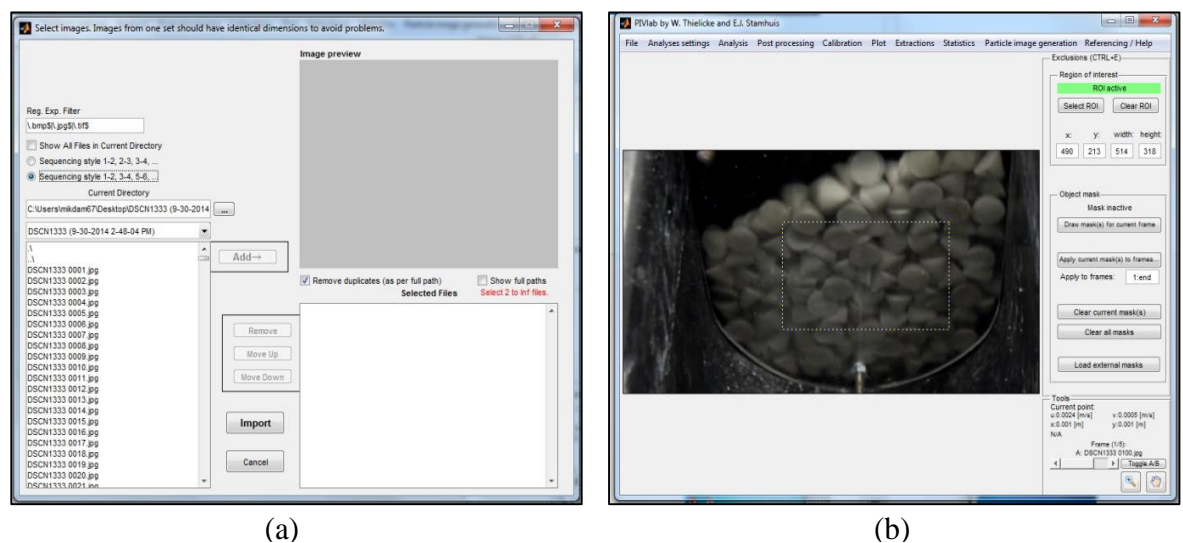 Select images. Images from one set should have identical dimensions to avoid problems.
Image preview
Reg. Exp. Filter
\.bmp$|\.jpg$|\.tif$
Show All Files in Current Directory
Sequencing style 1-2, 2-3, 3-4, ...
Sequencing style 1-2, 3-4, 5-6, ...
Current Directory
C:\Users\mkdam67\Desktop\DSCN1333 (9-30-2014
...
DSCN1333 (9-30-2014 2-48-04 PM)
.\
..\
DSCN1333 0001.jpg
DSCN1333 0002.jpg
DSCN1333 0003.jpg
DSCN1333 0004.jpg
DSCN1333 0005.jpg
DSCN1333 0006.jpg
DSCN1333 0007.jpg
DSCN1333 0008.jpg
DSCN1333 0009.jpg
DSCN1333 0010.jpg
DSCN1333 0011.jpg
DSCN1333 0012.jpg
DSCN1333 0013.jpg
DSCN1333 0014.jpg
DSCN1333 0015.jpg
DSCN1333 0016.jpg
DSCN1333 0017.jpg
DSCN1333 0018.jpg
DSCN1333 0019.jpg
DSCN1333 0020.jpg
DSCN1333 0021.jpg
Add→
Remove
Move Up
Move Down
Import
Cancel
Remove duplicates (as per full path) Show full paths
Selected Files Select 2 to Inf files.
(a)
PIVlab by W. Thielicke and E.J. Stamhuis
File Analyses settings Analysis Post processing Calibration Plot Extractions Statistics Particle image generation Referencing / Help
Exclusions (CTRL+E)
Region of interest
ROI active
Select ROI Clear ROI
x: y: width: height:
490 213 514 318
Object mask
Mask inactive
Draw mask(s) for current frame
Apply current mask(s) to frames...
Apply to frames: 1:end
Clear current mask(s)
Clear all masks
Load external masks
Tools
Current point:
u:0.0024 [m/s] v:0.0005 [m/s]
x:0.001 [m] y:0.001 [m]
N/A
Frame (1/5):
A: DSCN1333 0100.jpg
Toggle A/B
(b)